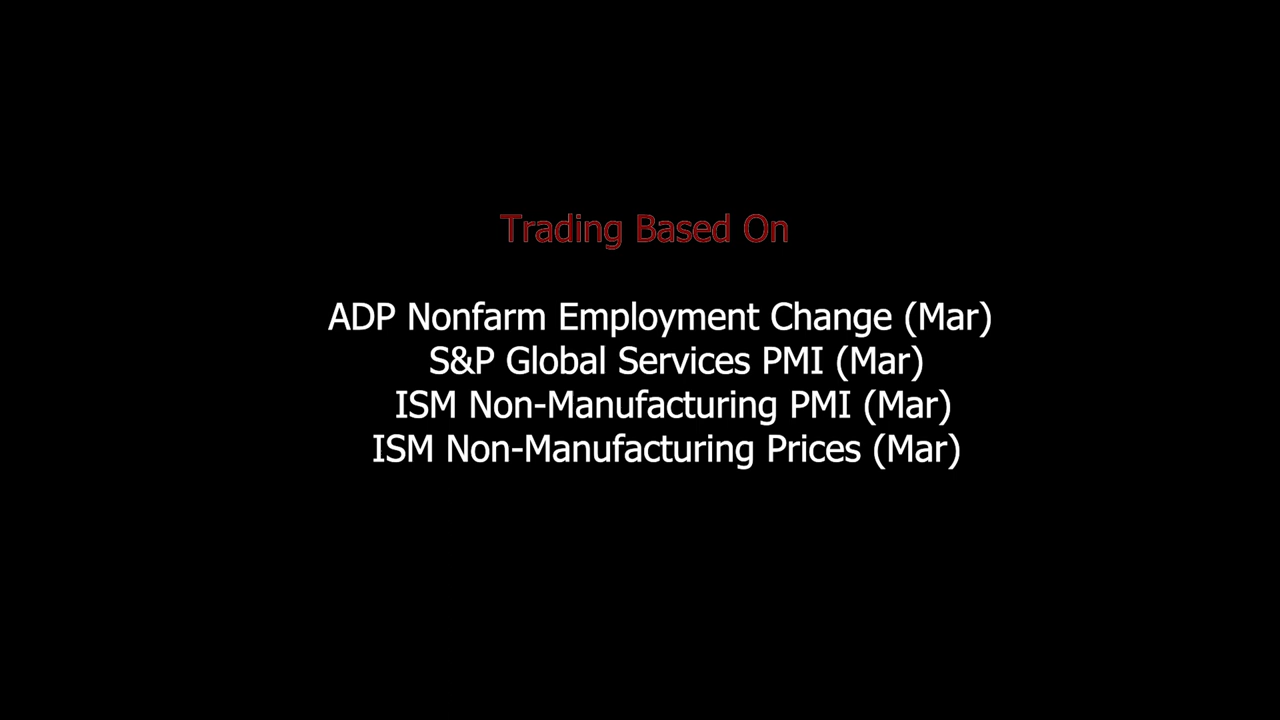 Trading Based On
ADP Nonfarm Employment Change (Mar)
S&P Global Services PMI (Mar)
ISM Non-Manufacturing PMI (Mar)
ISM Non-Manufacturing Prices (Mar)